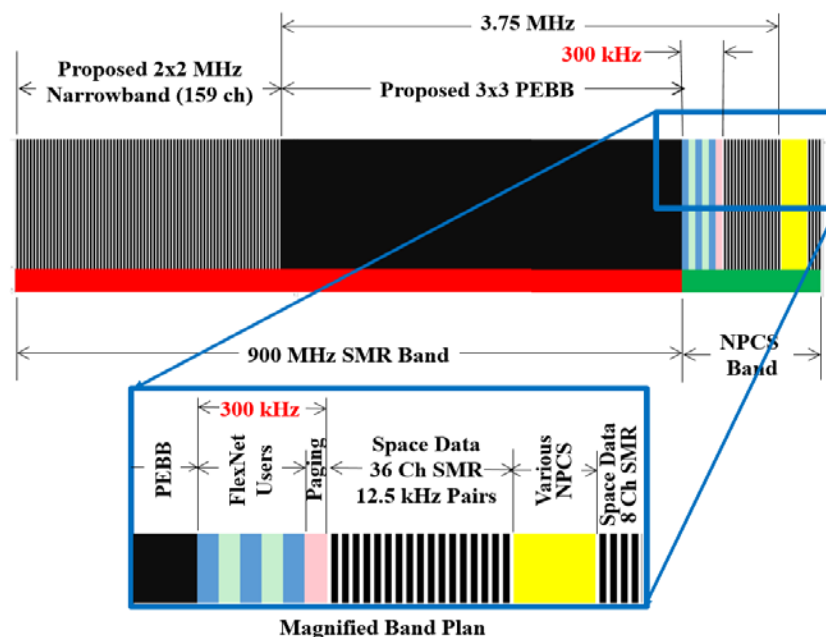 3.75 MHz
300 kHz
Proposed 2x2 MHz
Narrowband (159 ch)
Proposed 3x3 PEBB
900 MHz SMR Band
NPCS
Band
300 kHz
PEBB
FlexNet
Users
Paging
Space Data
36 Ch SMR
12.5 kHz Pairs
Various
NPCS
Space Data
8 Ch SMR
Magnified Band Plan